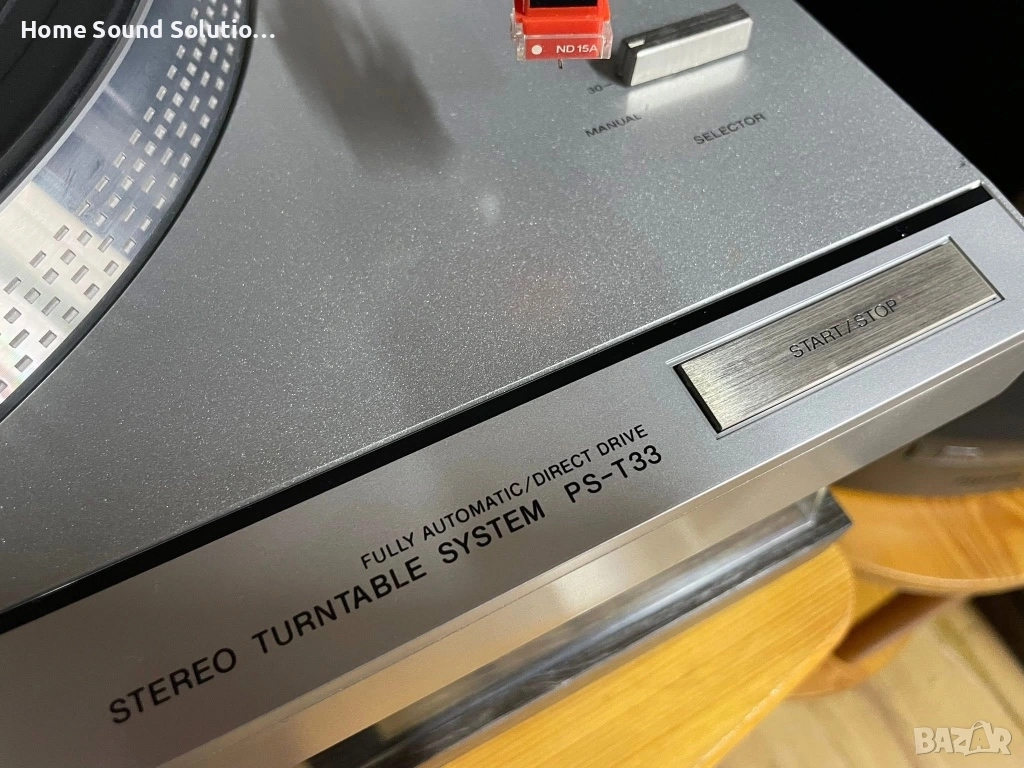 Home Sound Solutio...
ND 15A
30
MANUAL
SELECTOR
START/STOP
FULLY AUTOMATIC/DIRECT DRIVE
STEREO TURNTABLE SYSTEM PS-T33
BAZAR